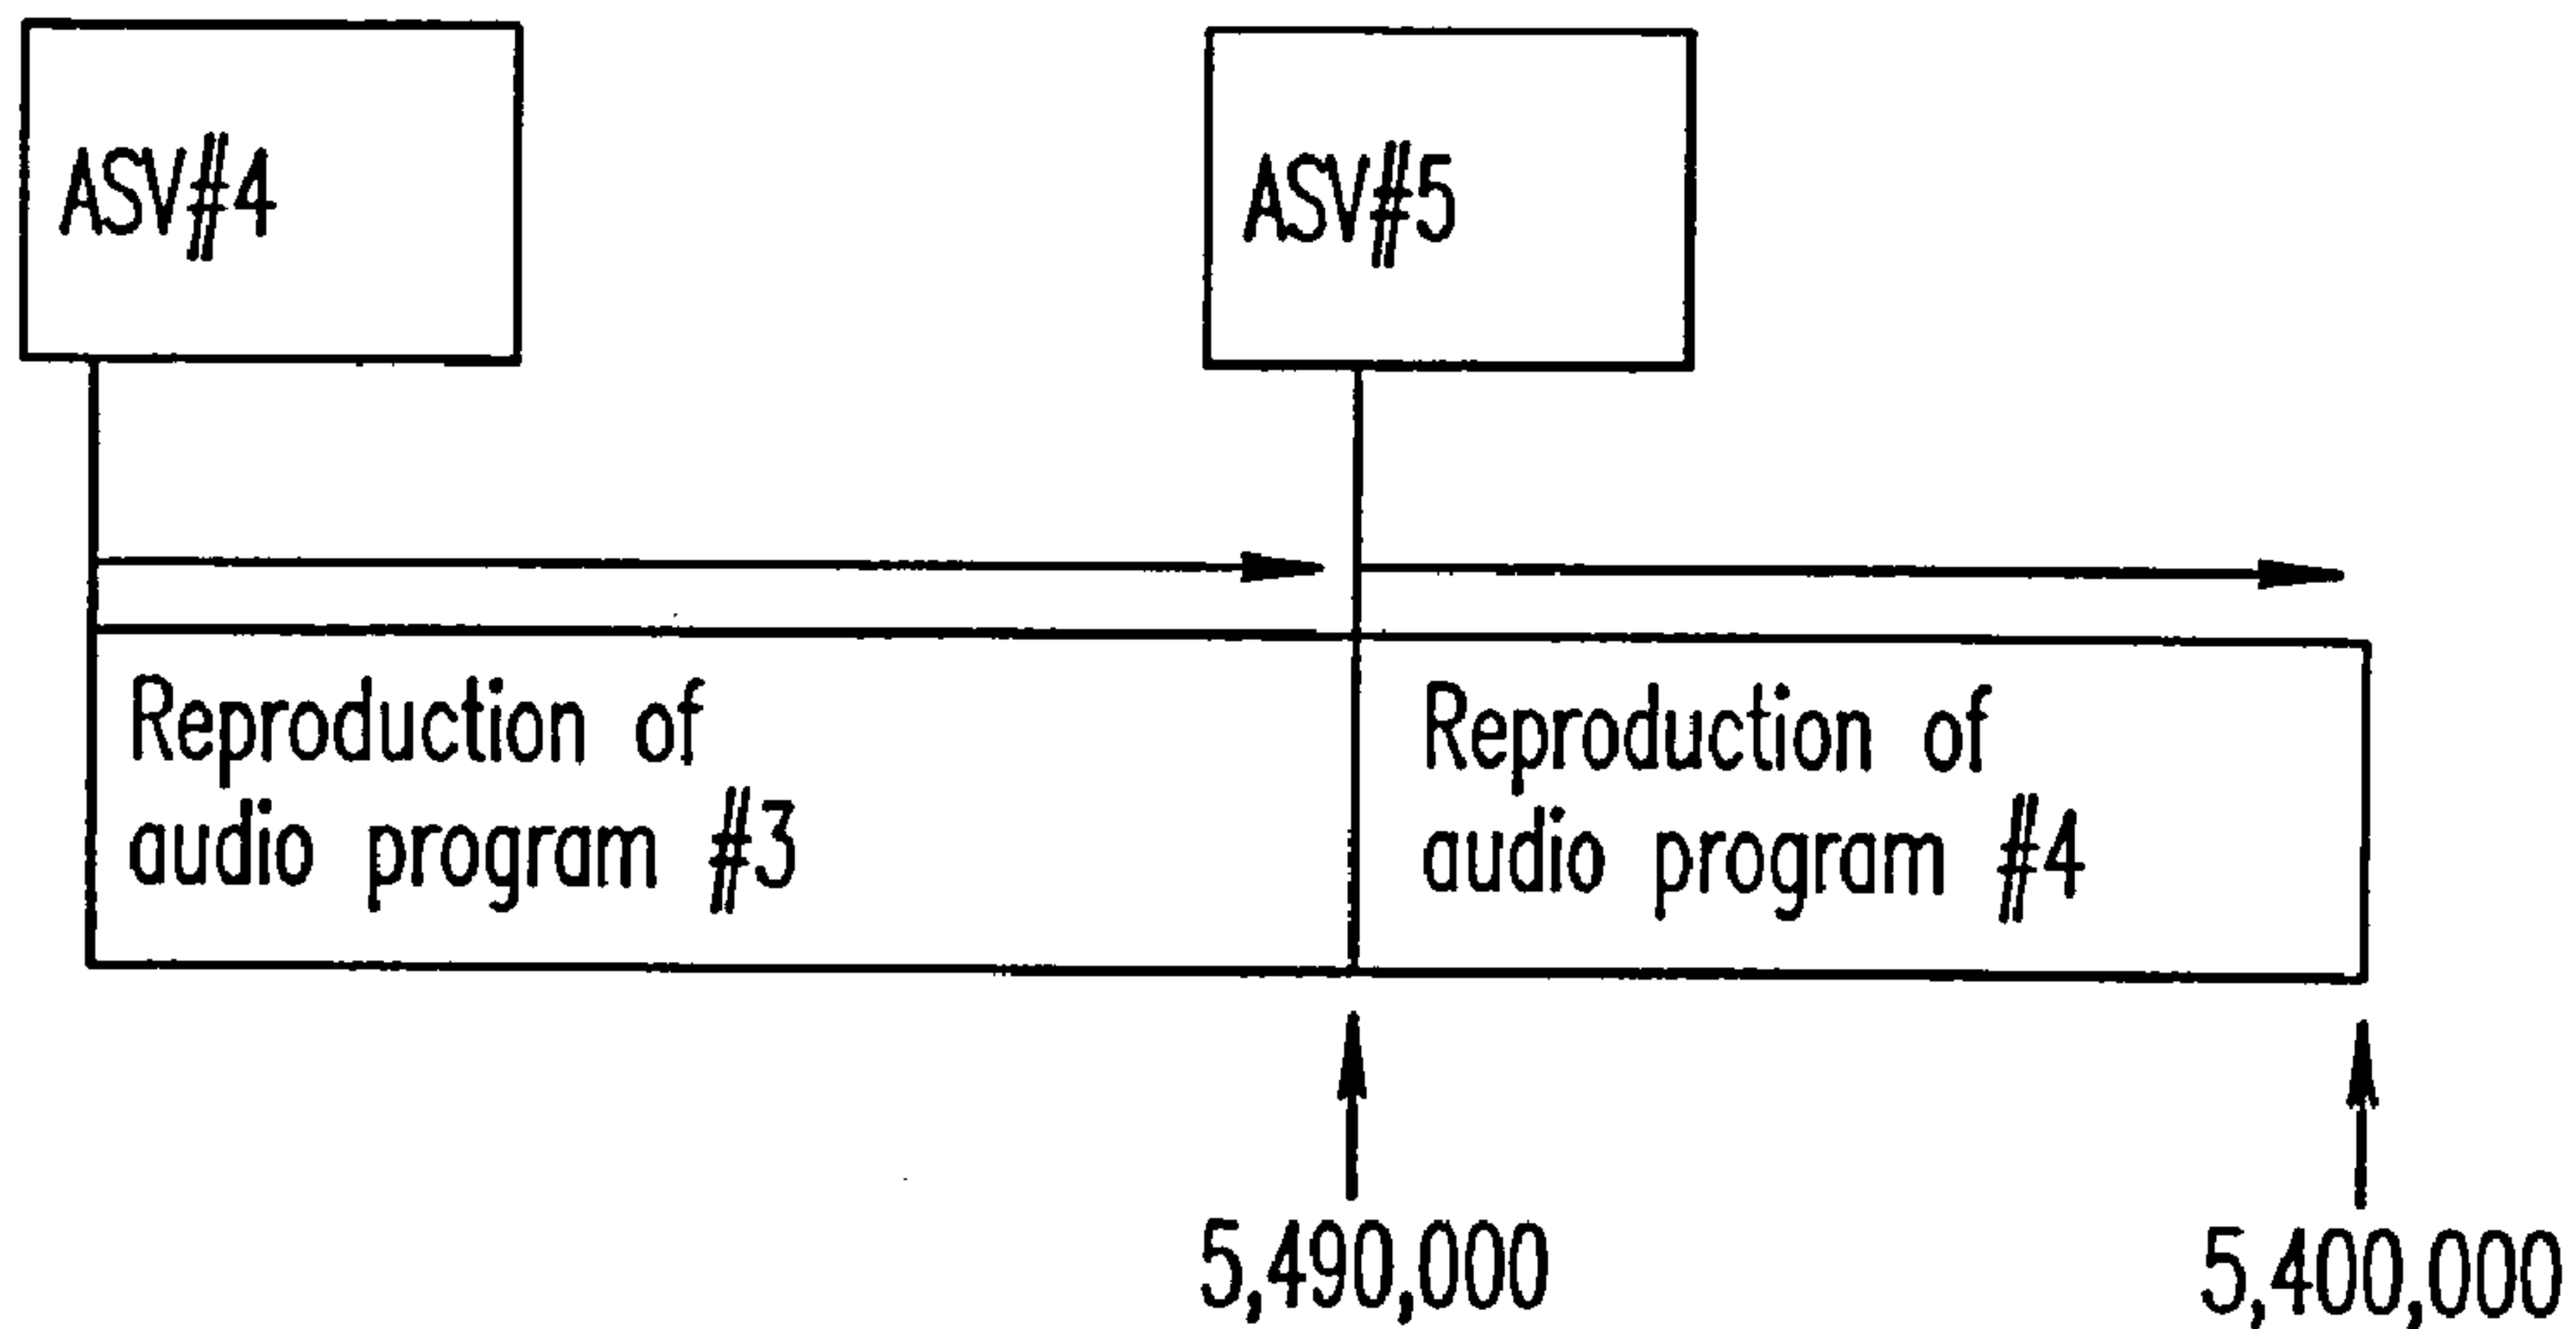 ASV#4
ASV#5
Reproduction of
audio program #3
Reproduction of
audio program #4
5,490,000
5,400,000